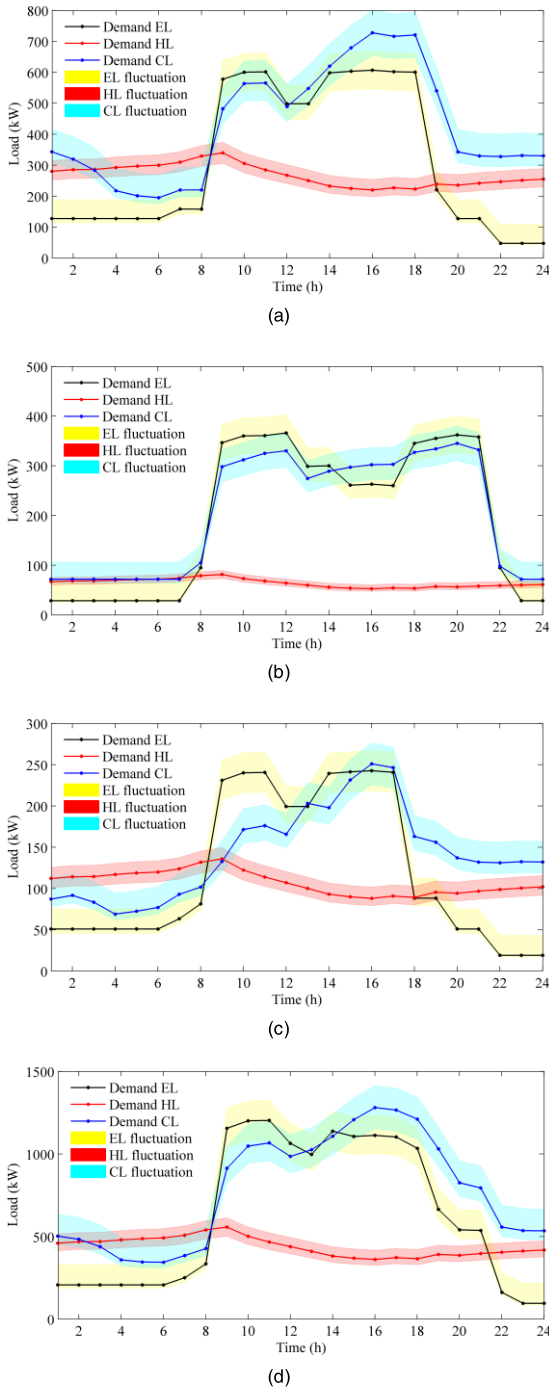 800
700
600
500
400
300
200
100
0
Load (kW)
Demand EL
Demand HL
Demand CL
EL fluctuation
HL fluctuation
CL fluctuation
2 4 6 8 10 12 14 16 18 20 22 24
Time (h)
(a)
500
400
300
200
100
0
Load (kW)
Demand EL
Demand HL
Demand CL
EL fluctuation
HL fluctuation
CL fluctuation
2 4 6 8 10 12 14 16 18 20 22 24
Time (h)
(b)
300
250
200
150
100
50
0
Load (kW)
Demand EL
Demand HL
Demand CL
EL fluctuation
HL fluctuation
CL fluctuation
2 4 6 8 10 12 14 16 18 20 22 24
Time (h)
(c)
1500
1000
500
0
Load (kW)
Demand EL
Demand HL
Demand CL
EL fluctuation
HL fluctuation
CL fluctuation
2 4 6 8 10 12 14 16 18 20 22 24
Time (h)
(d)